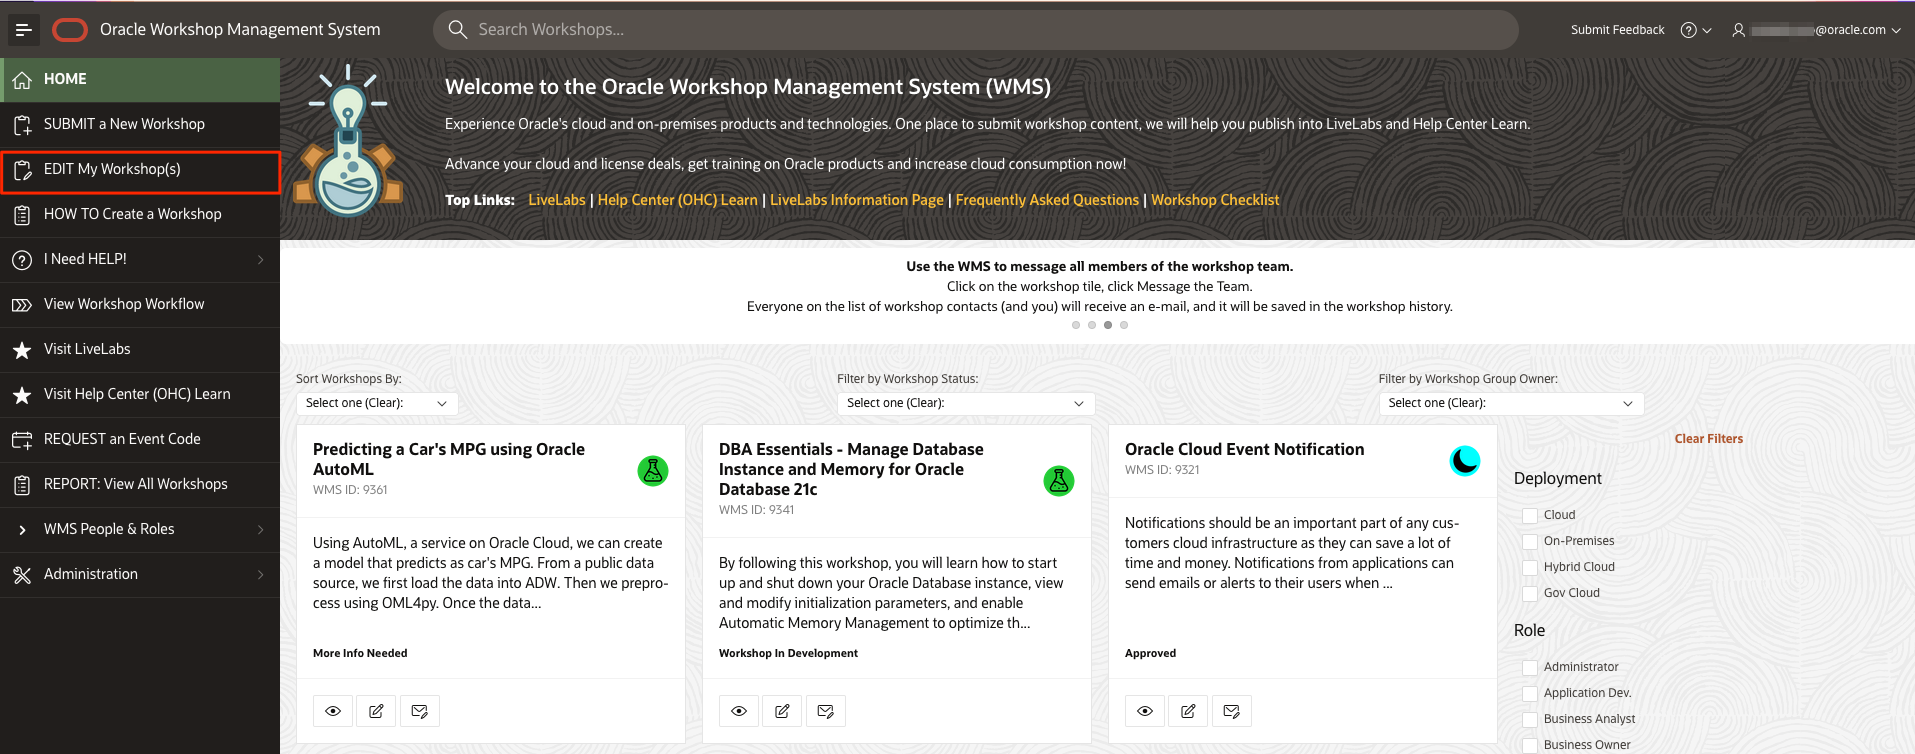 Oracle Workshop Management System
Search Workshops...
Submit Feedback
@oracle.com
HOME
SUBMIT a New Workshop
EDIT My Workshop(s)
HOW TO Create a Workshop
I Need HELP!
View Workshop Workflow
Visit LiveLabs
Visit Help Center (OHC) Learn
REQUEST an Event Code
REPORT: View All Workshops
WMS People & Roles
Administration
Welcome to the Oracle Workshop Management System (WMS)
Experience Oracle's cloud and on-premises products and technologies. One place to submit workshop content, we will help you publish into LiveLabs and Help Center Learn.
Advance your cloud and license deals, get training on Oracle products and increase cloud consumption now!
Top Links: LiveLabs | Help Center (OHC) Learn | LiveLabs Information Page | Frequently Asked Questions | Workshop Checklist
Use the WMS to message all members of the workshop team.
Click on the workshop tile, click Message the Team.
Everyone on the list of workshop contacts (and you) will receive an e-mail, and it will be saved in the workshop history.
Sort Workshops By:
Select one (Clear):
Filter by Workshop Status:
Select one (Clear):
Filter by Workshop Group Owner:
Select one (Clear):
Predicting a Car's MPG using Oracle
AutoML
WMS ID: 9361
Using AutoML, a service on Oracle Cloud, we can create
a model that predicts as car's MPG. From a public data
source, we first load the data into ADW. Then we prepro-
cess using OML4py. Once the data...
More Info Needed
DBA Essentials - Manage Database
Instance and Memory for Oracle
Database 21c
WMS ID: 9341
By following this workshop, you will learn how to start
up and shut down your Oracle Database instance, view
and modify initialization parameters, and enable
Automatic Memory Management to optimize th...
Workshop In Development
Oracle Cloud Event Notification
WMS ID: 9321
Notifications should be an important part of any cus-
tomers cloud infrastructure as they can save a lot of
time and money. Notifications from applications can
send emails or alerts to their users when ...
Approved
Clear Filters
Deployment
Cloud
On-Premises
Hybrid Cloud
Gov Cloud
Role
Administrator
Application Dev.
Business Analyst
Business Owner